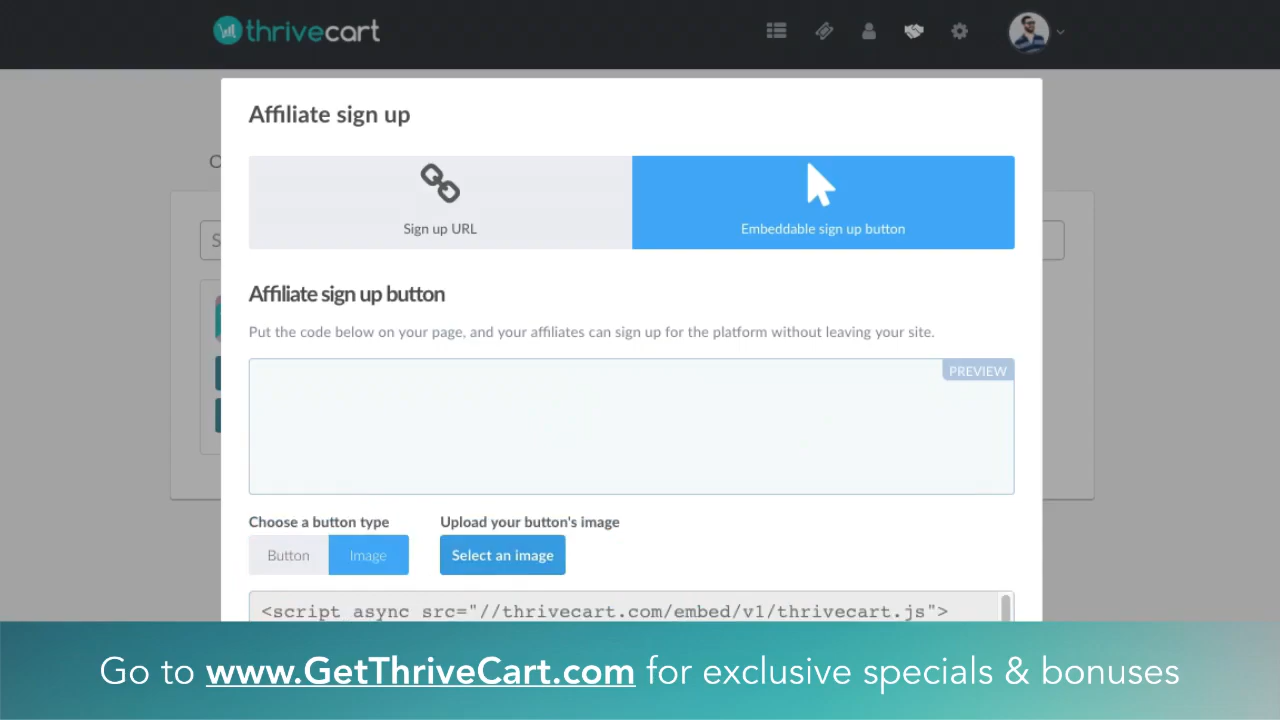 thrivecart
Affiliate sign up
Sign up URL
Embeddable sign up button
Affiliate sign up button
Put the code below on your page, and your affiliates can sign up for the platform without leaving your site.
PREVIEW
Choose a button type
Upload your button's image
Button
Image
Select an image
<script async src="//thrivecart.com/embed/v1/thrivecart.js">
Go to www.GetThriveCart.com for exclusive specials & bonuses